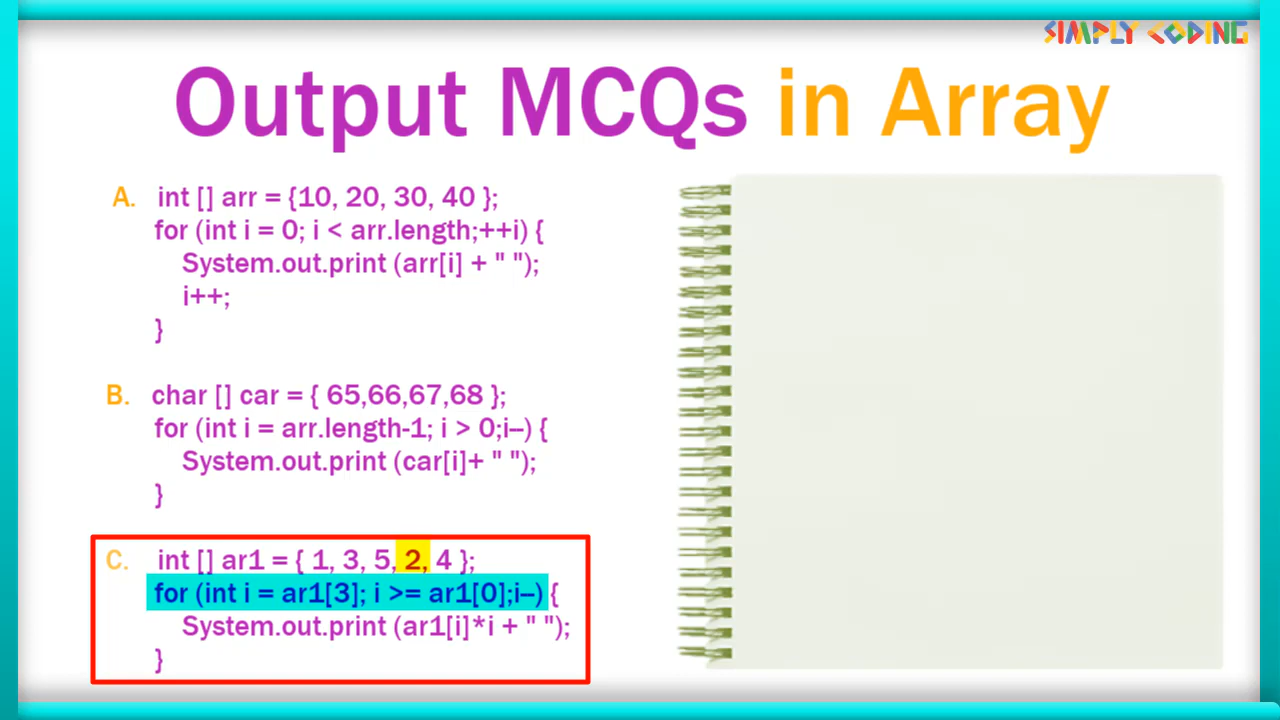 SIMPLY CODING
Output MCQs in Array
A. int [] arr = {10, 20, 30, 40 };
for (int i = 0; i < arr.length;++i) {
System.out.print (arr[i] + " ");
i++;
}
B. char [] car = { 65,66,67,68 };
for (int i = arr.length-1; i > 0;i–) {
System.out.print (car[i]+ " ");
}
C. int [] ar1 = { 1, 3, 5, 2, 4 };
for (int i = ar1[3]; i >= ar1[0];i–) {
System.out.print (ar1[i]*i + " ");
}